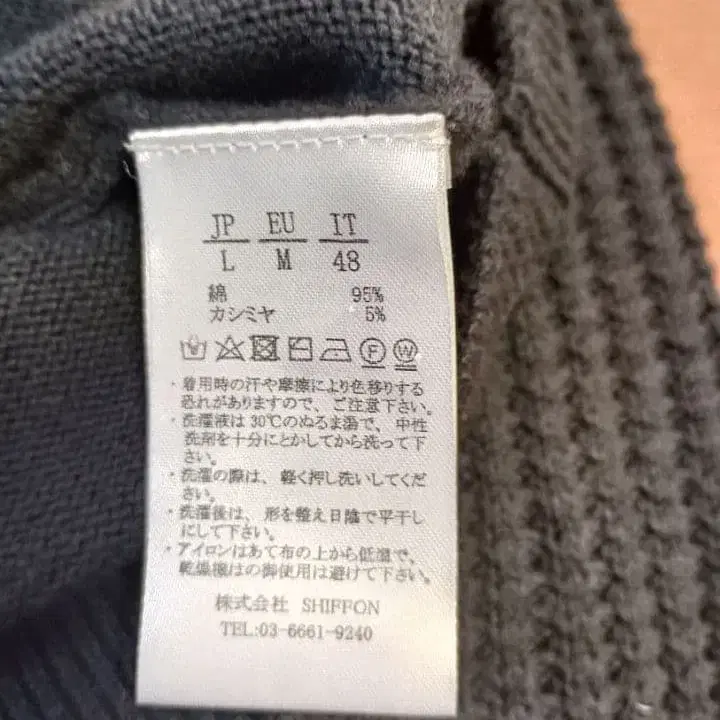 JP EU IT
L M 48
綿 95%
カシミヤ 5%
・着用時の汗や摩擦により色移りする
恐れがありますので、ご注意下さい。
・洗濯液は30℃のぬるま湯で、中性
洗剤を十分にとかしてから洗って下
さい。
・洗濯の際は、軽く押し洗いしてくだ
さい。
・洗濯後は、形を整え日陰で平干し
にして下さい。
・アイロンはあて布の上から低温で、
乾燥機はの御使用は避けて下さい。
株式会社 SHIFFON
TEL:03-6661-9240